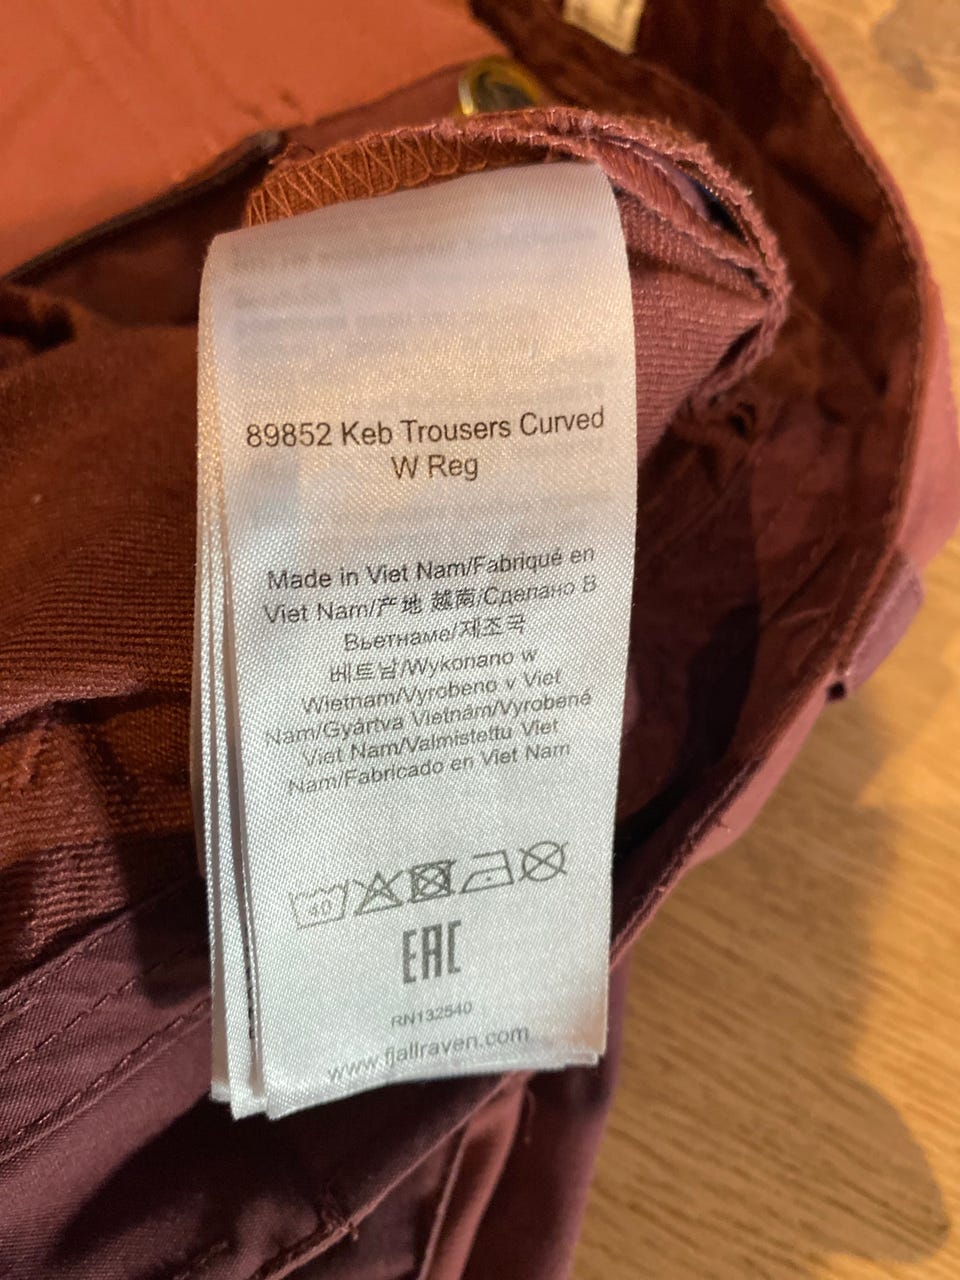 89852 Keb Trousers Curved
W Reg
Made in Viet Nam/Fabriqué en
Viet Nam/产地 越南/Сделано В
Вьетнаме/제조국
베트남/Wykonano w
Wietnam/Vyrobeno v Viet
Nam/Gyártva Vietnám/Vyrobené
Viet Nam/Valmistettu Viet
Nam/Fabricado en Viet Nam
40
EAC
RN132540
www.fjallraven.com